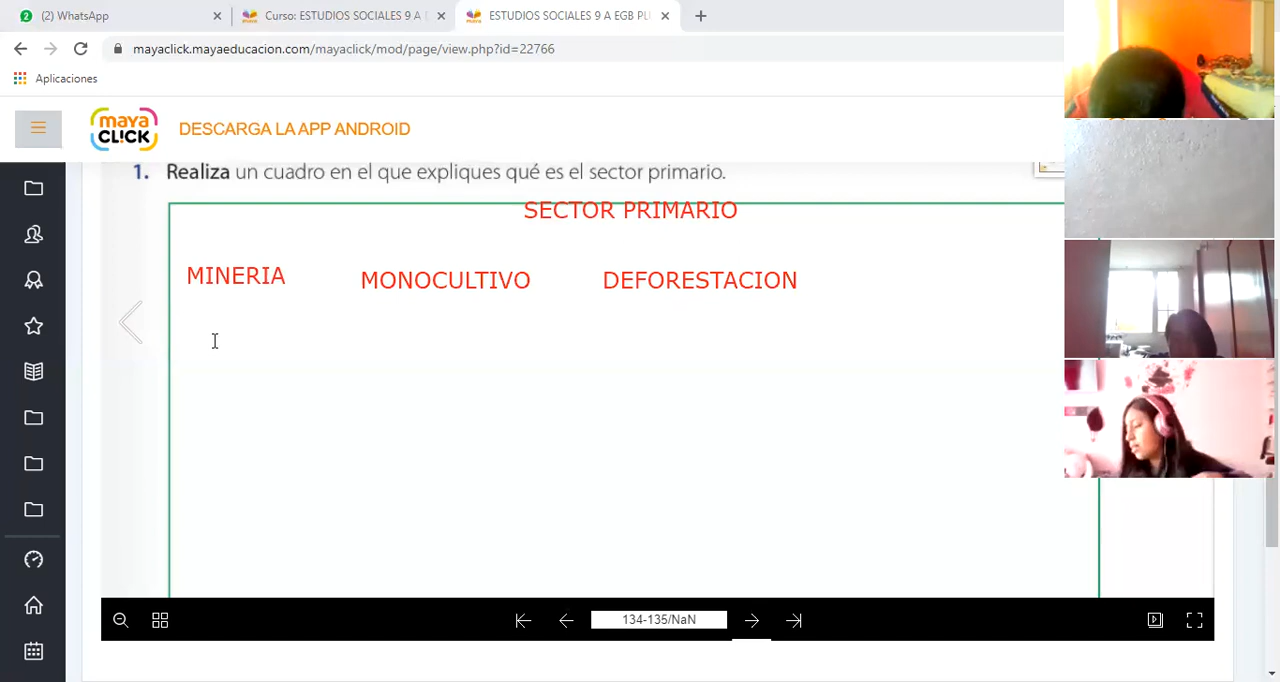 (2) WhatsApp
Curso: ESTUDIOS SOCIALES 9 A
ESTUDIOS SOCIALES 9 A EGB PLU
mayaclick.mayaeducacion.com/mayaclick/mod/page/view.php?id=22766
Aplicaciones
maya CLICK
DESCARGA LA APP ANDROID
1. Realiza un cuadro en el que expliques qué es el sector primario.
SECTOR PRIMARIO
MINERIA MONOCULTIVO DEFORESTACION
134-135/NaN